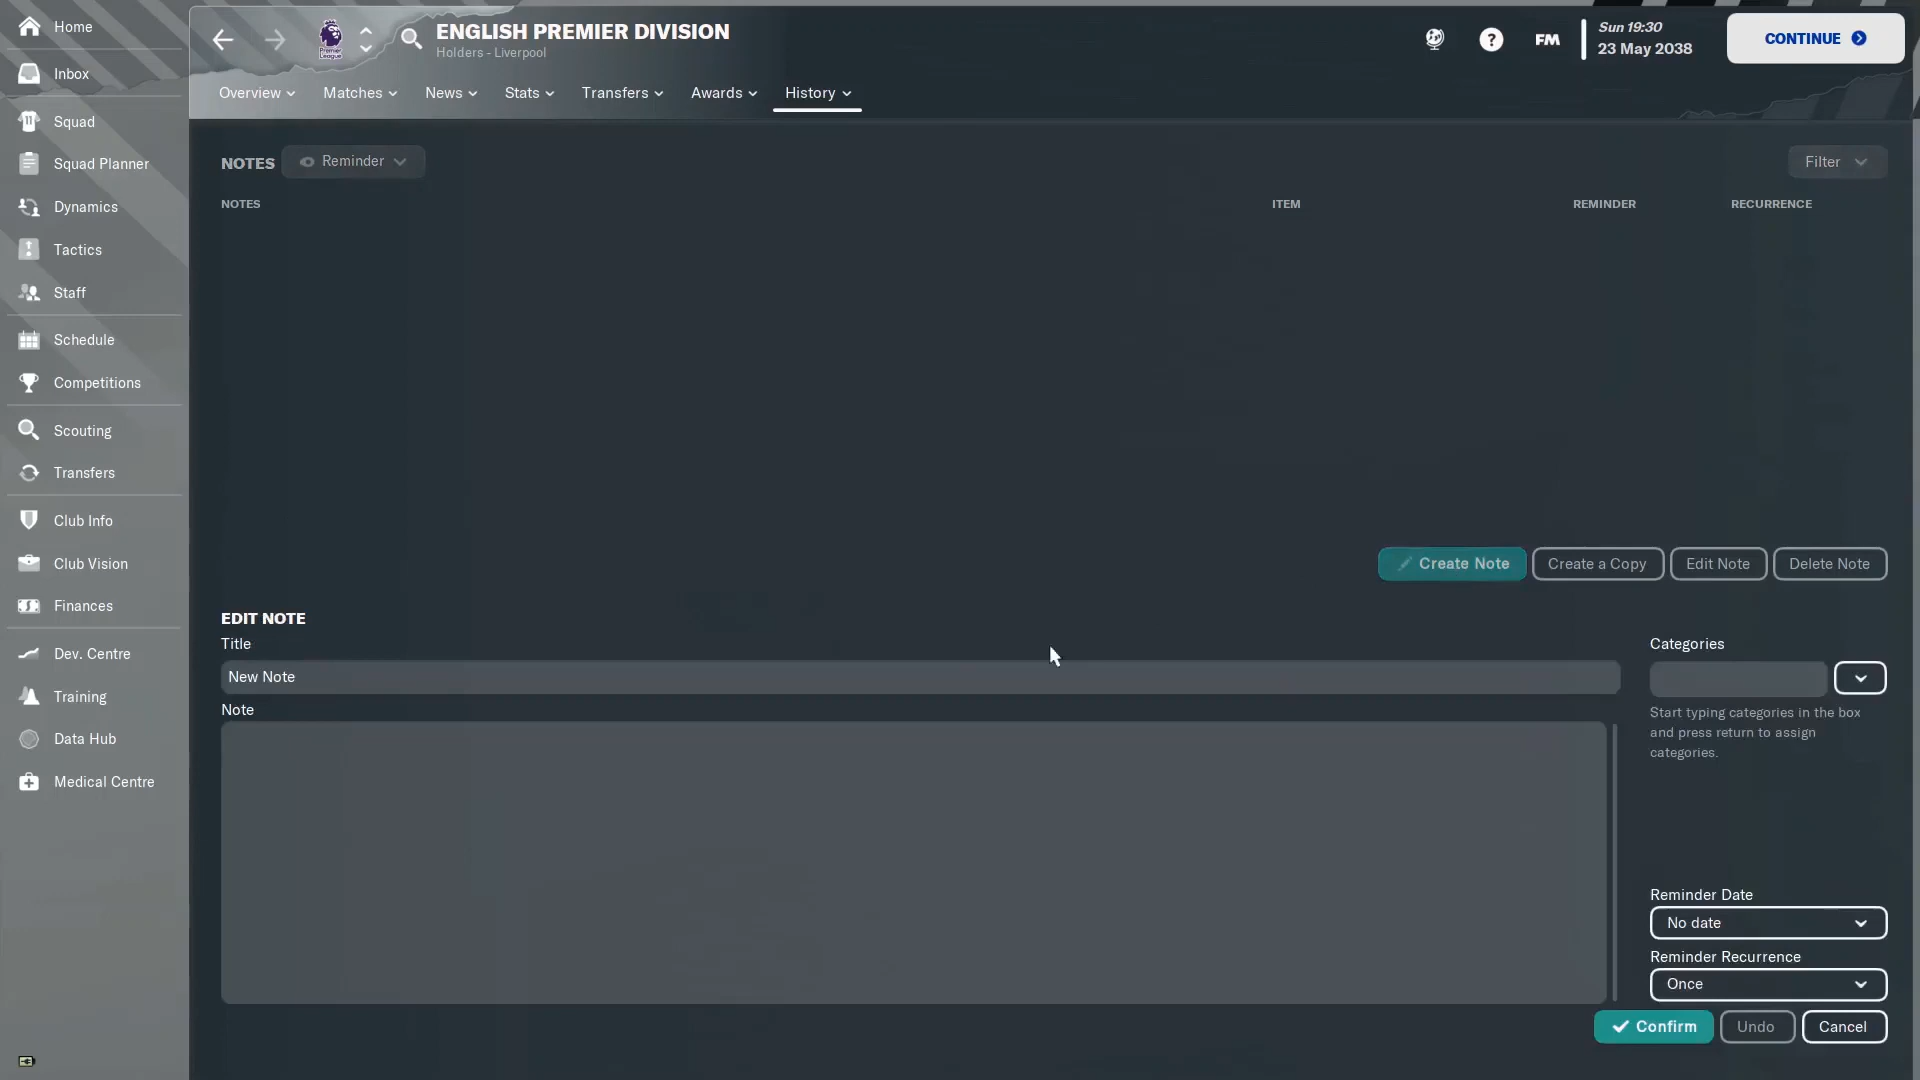 Home
Inbox
Squad
Squad Planner
Dynamics
Tactics
Staff
Schedule
Competitions
Scouting
Transfers
Club Info
Club Vision
Finances
Dev. Centre
Training
Data Hub
Medical Centre
Premier League
ENGLISH PREMIER DIVISION
Holders - Liverpool
? FM
Sun 19:30
23 May 2038
CONTINUE
Overview Matches News Stats Transfers Awards History
NOTES Reminder Filter
NOTES ITEM REMINDER RECURRENCE
Create Note Create a Copy Edit Note Delete Note
EDIT NOTE
Title
New Note
Note
Categories
Start typing categories in the box
and press return to assign
categories.
Reminder Date
No date
Reminder Recurrence
Once
Confirm Undo Cancel